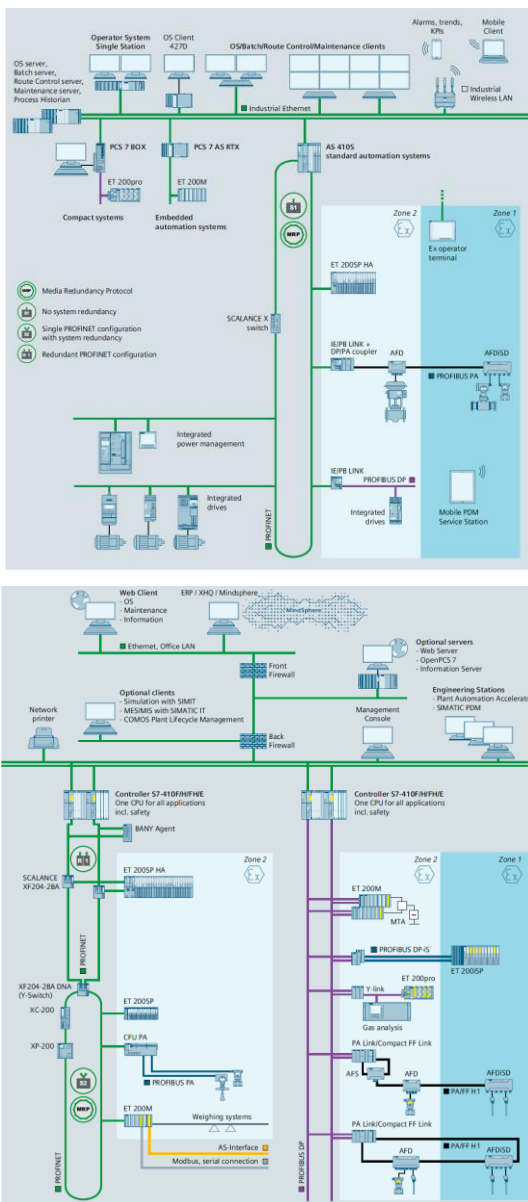 Operator System
Single Station
OS Client
427D
OS/Batch/Route Control/Maintenance clients
Alarms, trends,
KPIs
Mobile
Client
OS server,
Batch server,
Route Control server,
Maintenance server,
Process Historian
Industrial Ethernet
Industrial
Wireless LAN
PCS 7 BOX
PCS 7 AS RTX
AS 410S
standard automation systems
ET 200pro
ET 200M
Compact systems
Embedded
automation systems
S1
MRP
Zone 2
Zone 1
Ex operator
terminal
ET 200SP HA
MRP
Media Redundancy Protocol
No system redundancy
Single PROFINET configuration
with system redundancy
Redundant PROFINET configuration
SCALANCE X
switch
IE/PB LINK +
DP/PA coupler
AFD
AFDiSD
PROFIBUS PA
Integrated
power management
IE/PB LINK
PROFIBUS DP
Integrated
drives
Integrated
drives
Mobile PDM
Service Station
PROFINET
Web Client
- OS
- Maintenance
- Information
ERP / XHQ / Mindsphere
MindSphere
Ethernet, Office LAN
Optional servers
- Web Server
- OpenPCS 7
- Information Server
Front
Firewall
Optional clients
- Simulation with SIMIT
- MES/MIS with SIMATIC IT
- COMOS Plant Lifecycle Management
Engineering Stations
- Plant Automation Accelerato
- SIMATIC PDM
Network
printer
Back
Firewall
Management
Console
Controller S7-410F/H/FH/E
One CPU for all applications
incl. safety
Controller S7-410F/H/FH/E
One CPU for all applications
incl. safety
BANY Agent
SCALANCE
XF204-2BA
ET 200SP HA
Zone 2
Zone 2
Zone 1
ET 200M
MTA
PROFINET
PROFIBUS DP-iS
ET 200iSP
XF204-2BA DNA
(Y-Switch)
ET 200pro
Y-link
XC-200
ET 200SP
Gas analysis
XP-200
CFU PA
PROFIBUS PA
PA Link/Compact FF Link
AFS
AFD
AFDiSD
PA/FF H1
S2
MRP
ET 200M
Weighing systems
PA Link/Compact FF Link
PA/FF H1
AFD
AFDiSD
AS-Interface
Modbus, serial connection
PROFINET
PROFIBUS DP